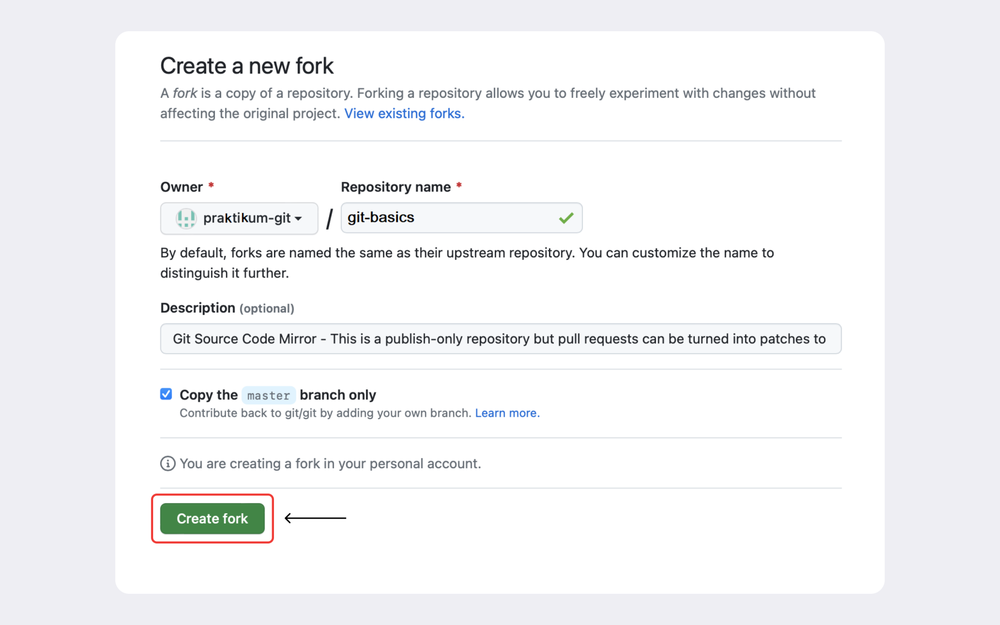 Create a new fork
A fork is a copy of a repository. Forking a repository allows you to freely experiment with changes without
affecting the original project. View existing forks.
Owner * Repository name *
praktikum-git / git-basics
By default, forks are named the same as their upstream repository. You can customize the name to
distinguish it further.
Description (optional)
Git Source Code Mirror - This is a publish-only repository but pull requests can be turned into patches to
Copy the master branch only
Contribute back to git/git by adding your own branch. Learn more.
You are creating a fork in your personal account.
Create fork